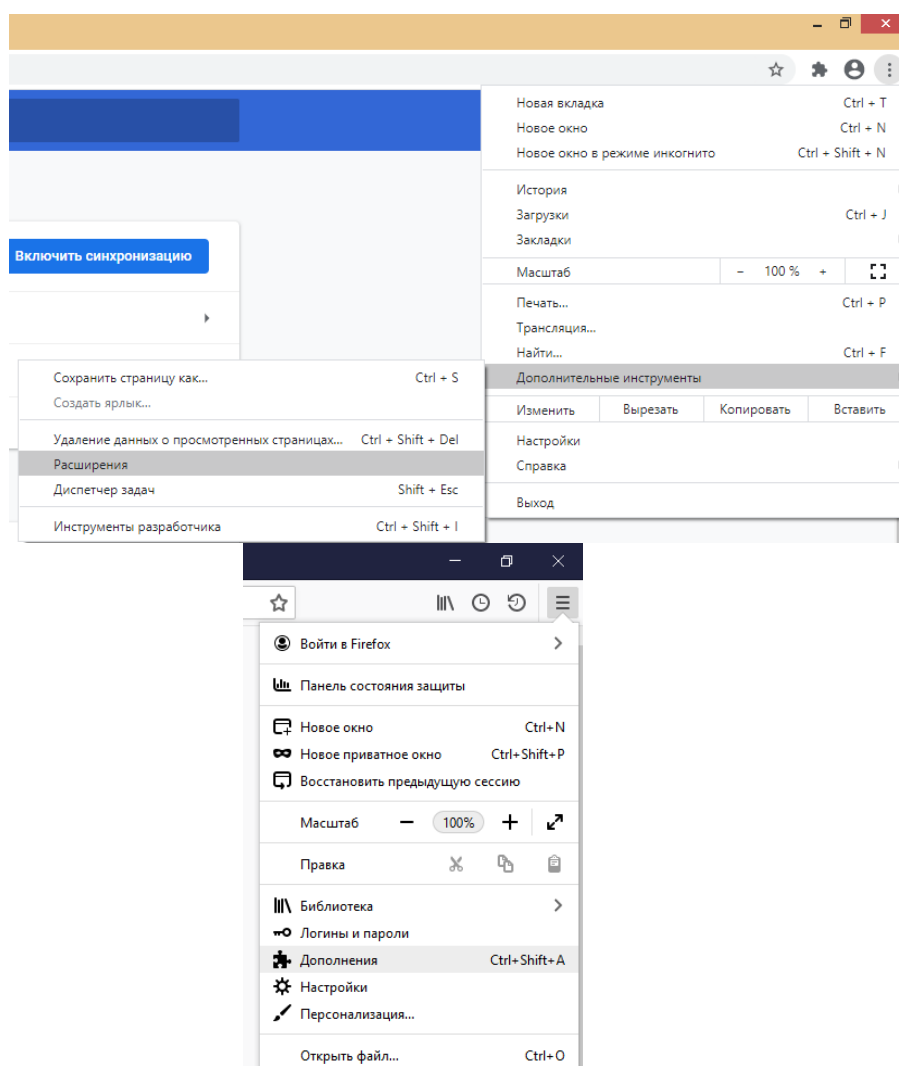 Новая вкладка Ctrl + T
Новое окно Ctrl + N
Новое окно в режиме инкогнито Ctrl + Shift + N
История
Загрузки Ctrl + J
Закладки
Масштаб - 100 % +
Печать... Ctrl + P
Трансляция...
Найти... Ctrl + F
Дополнительные инструменты
Изменить Вырезать Копировать Вставить
Настройки
Справка
Выход
Включить синхронизацию
Сохранить страницу как... Ctrl + S
Создать ярлык...
Удаление данных о просмотренных страницах... Ctrl + Shift + Del
Расширения
Диспетчер задач Shift + Esc
Инструменты разработчика Ctrl + Shift + I
Войти в Firefox
Панель состояния защиты
Новое окно Ctrl+N
Новое приватное окно Ctrl+Shift+P
Восстановить предыдущую сессию
Масштаб − 100% +
Правка
Библиотека
Логины и пароли
Дополнения Ctrl+Shift+A
Настройки
Персонализация...
Открыть файл... Ctrl+O